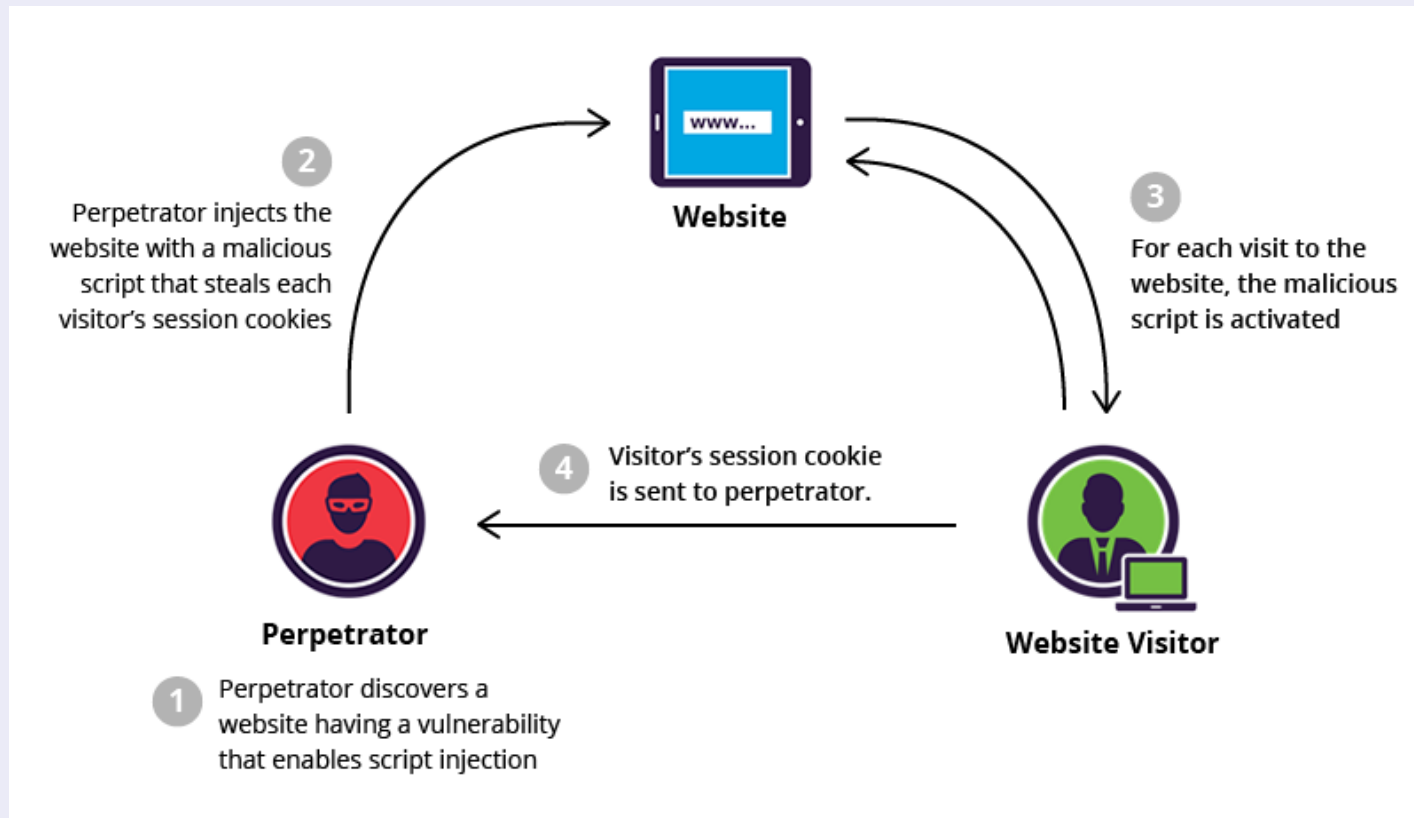 www...
Website
2
Perpetrator injects the
website with a malicious
script that steals each
visitor's session cookies
3
For each visit to the
website, the malicious
script is activated
4
Visitor's session cookie
is sent to perpetrator.
Perpetrator
Website Visitor
1
Perpetrator discovers a
website having a vulnerability
that enables script injection